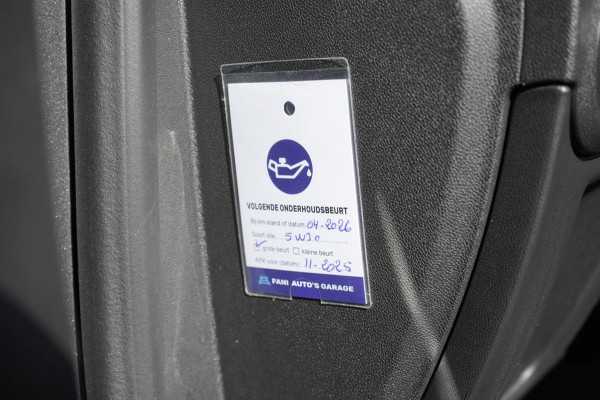 VOLGENDE ONDERHOUDSBEURT
Bij km-stand of datum: 04-2026
Soort olie: 5W30
grote beurt kleine beurt
APK voor (datum): 11-2025
FANI AUTO'S GARAGE